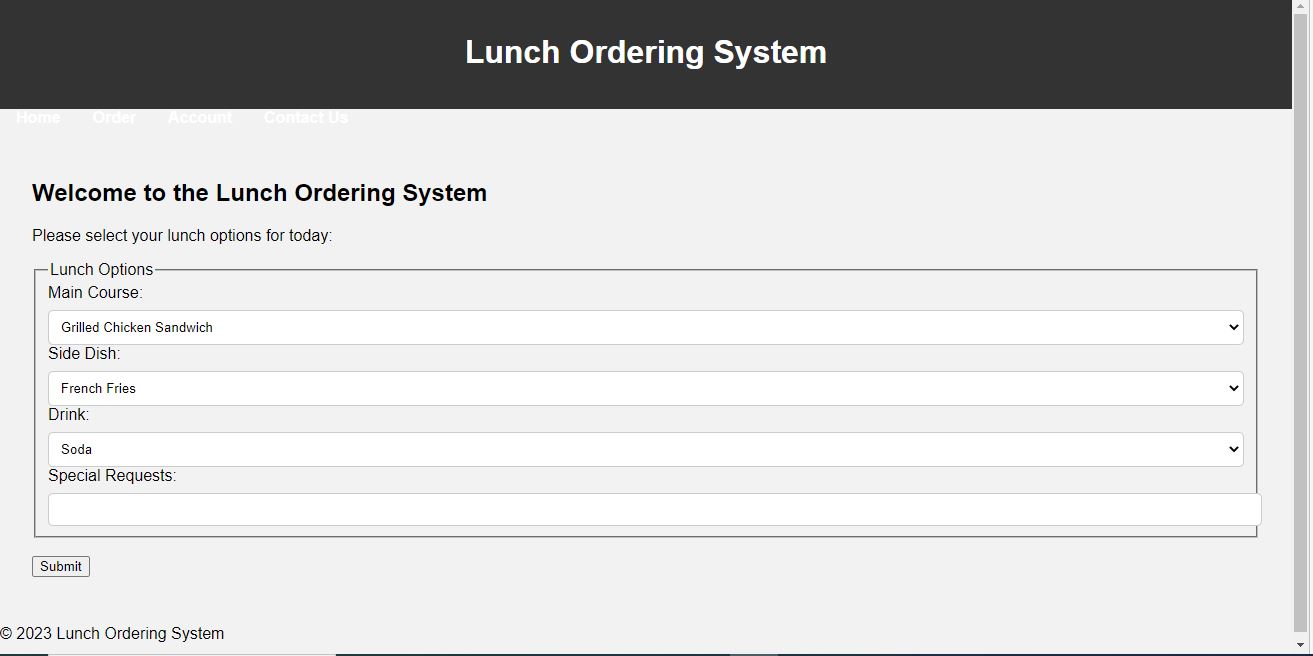 Lunch Ordering System
Home Order Account Contact Us
Welcome to the Lunch Ordering System
Please select your lunch options for today:
Lunch Options
Main Course:
Grilled Chicken Sandwich
Side Dish:
French Fries
Drink:
Soda
Special Requests:
Submit
© 2023 Lunch Ordering System